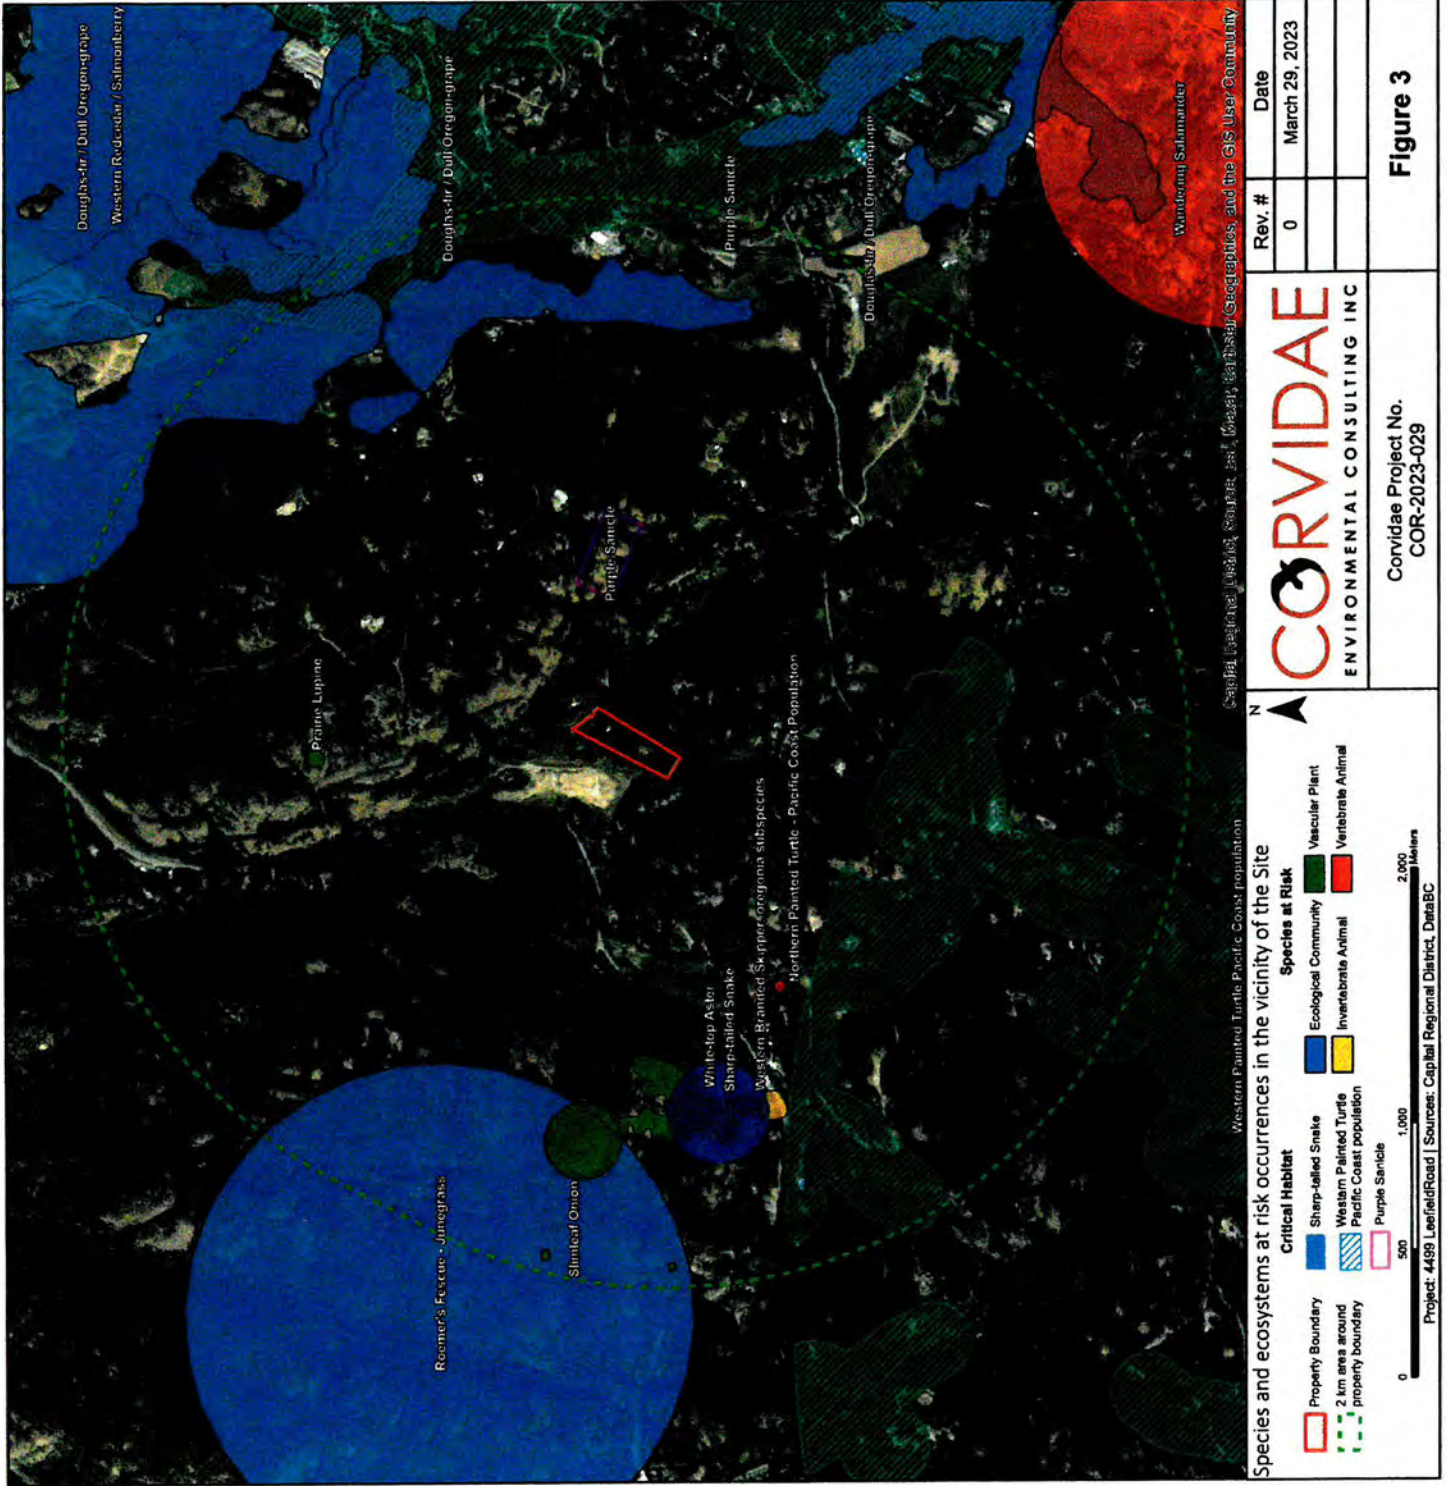 Douglas-fir / Dull Oregon-grape
Western Redcedar / Salmonberry
Douglas-fir / Dull Oregon-grape
Prairie Lupine
Purple Sanicle
Purple Sanicle
Douglas-fir / Dull Oregon-grape
Wandering Salamander
Roemer's Fescue - Junegrass
Slimleaf Onion
White-top Aster
Sharp-tailed Snake
Western Branded Skipper, oregonia subspecies
Northern Painted Turtle - Pacific Coast Population
Western Painted Turtle Pacific Coast population
Capital Regional District, Source: Esri, Maxar, Earthstar Geographics, and the GIS User Community
Species and ecosystems at risk occurrences in the vicinity of the Site
N
Property Boundary
2 km area around
property boundary
Critical Habitat
Sharp-tailed Snake
Western Painted Turtle
Pacific Coast population
Purple Sanicle
Species at Risk
Ecological Community
Invertebrate Animal
Vascular Plant
Vertebrate Animal
0 500 1,000 2,000
Meters
Project: 4499 LeefieldRoad | Sources: Capital Regional District, DataBC
CORVIDAE
ENVIRONMENTAL CONSULTING INC
Rev. # Date
0 March 29, 2023
Corvidae Project No.
COR-2023-029
Figure 3